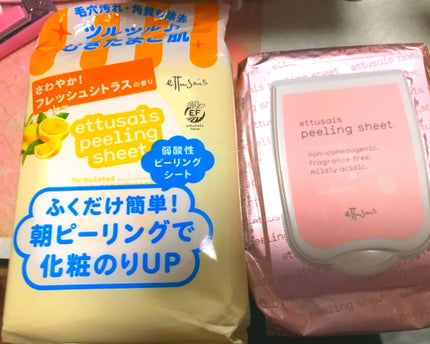 毛穴汚れ・角質も除去
ツルツル♪
むきたまご肌
さわやか!
フレッシュシトラスの香り
ettusais
EF
ettusais
peeling
sheet
formulated
弱酸性
ピーリング
シート
ふくだけ簡単!
朝ピーリングで
化粧のりUP
ettusais
peeling sheet
non-comedogenic.
fragrance free.
mildly acidic.
ettusais
peeling sheet